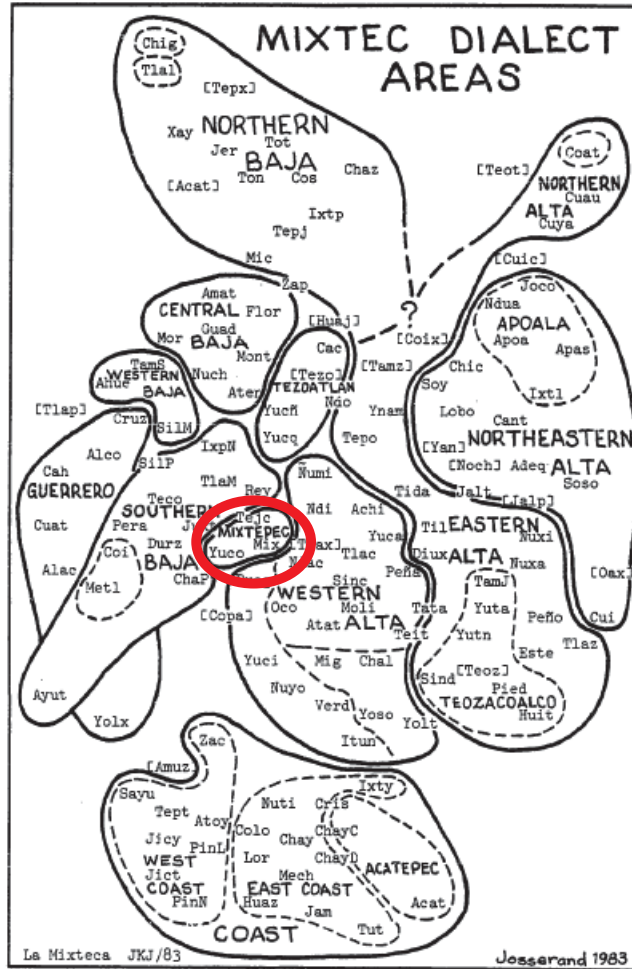 MIXTEC DIALECT
AREAS
Chig
Tlal
[Tepx]
Xay
NORTHERN
Tot
Jer
BAJA
Ton
Cos
Chaz
[Acat]
Ixtp
Tepj
Mic
Zap
[Teot]
Coat
NORTHERN
Cuau
ALTA
Cuya
[Cuic]
Amat
CENTRAL
Flor
Guad
Mor
BAJA
Mont
Nuch
Ater
[Huaj]
Cac
[Tezo]
TEZOATLAN
Yucñ
Ndo
Yucq
?
[Coix]
[Tamz]
Ynam
Tepo
Joco
Ndua
APOALA
Apoa
Apas
Ixtl
Chic
Soy
Lobo
Cant
[Yan]
NORTHEASTERN
[Noch]
Adeq
ALTA
Soso
Jalt
[Jalp]
TamS
WESTERN
Ahue
BAJA
[Tlap]
Cruz
SilM
Alco
SilP
IxpN
Cah
GUERRERO
TlaM
Rey
Teco
SOUTHERN
Cuat
Pera
Durz
Coi
BAJA
Alac
Metl
ChaP
Tejc
MIXTEPEC
Yuco
Mix
Ñumi
Ndi
Achi
Tida
Yuca
Tlac
Diux
Sinc
Peña
WESTERN
Oco
Moli
Atat
ALTA
Tata
Teit
[Copa]
Til
EASTERN
Nuxi
ALTA
Nuxa
[Oax]
TamJ
Yuta
Peño
Cui
Yutn
Este
Tlaz
Sind
[Teoz]
Pied
TEOZACOALCO
Huit
Yuci
Mig
Chal
Nuyo
Verd
Yoso
Yolt
Itun
Ayut
Yolx
Zac
[Amuz]
Sayu
Ixty
Tept
Atoy
Nuti
Cris
Colo
Chay
ChayC
Jicy
PinL
WEST
Lor
ChayD
ACATEPEC
Jict
Mech
COAST
EAST COAST
PinN
Huaz
Jam
Acat
Tut
COAST
La Mixteca JKJ/83
Josserand 1983